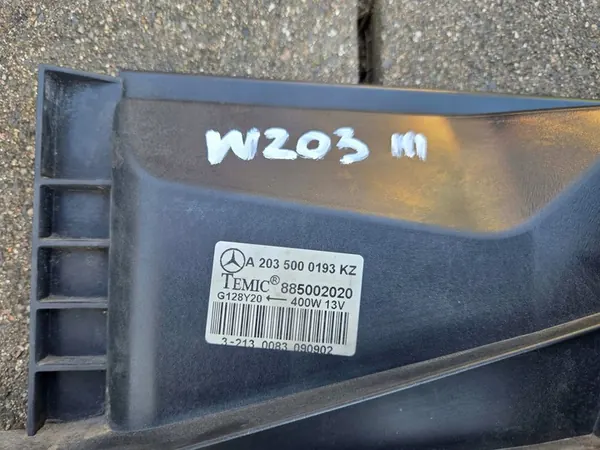 W203 III
A 203 500 0193 KZ
TEMIC® 885002020
G128Y20 ← 400W 13V
3-213 0083 090902